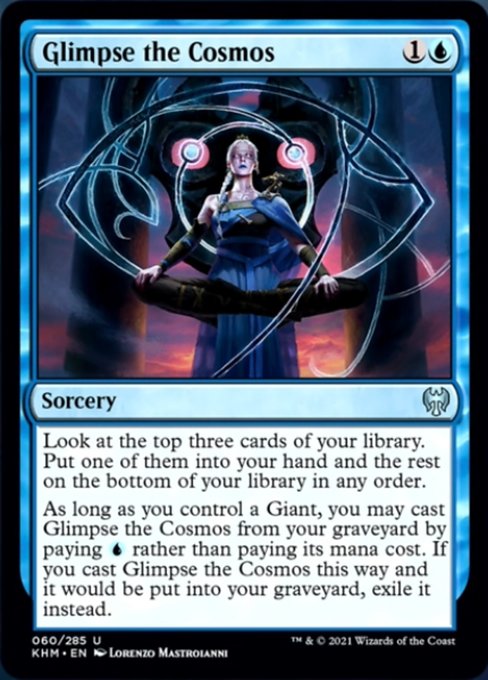 Glimpse the Cosmos 1
Sorcery
Look at the top three cards of your library.
Put one of them into your hand and the rest
on the bottom of your library in any order.
As long as you control a Giant, you may cast
Glimpse the Cosmos from your graveyard by
paying rather than paying its mana cost. If
you cast Glimpse the Cosmos this way and
it would be put into your graveyard, exile it
instead.
060/285 U
KHM • EN Lorenzo Mastroianni
™ & © 2021 Wizards of the Coast